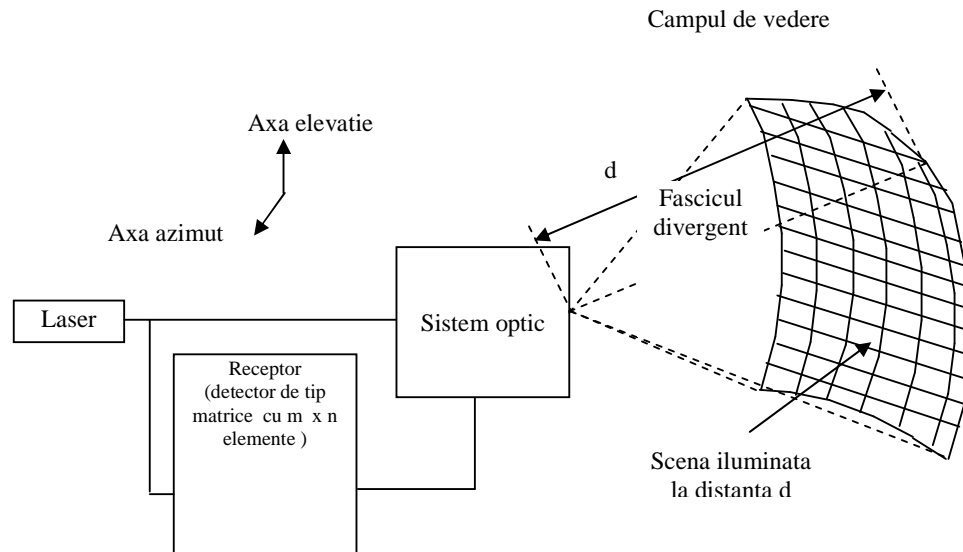 Campul de vedere
Axa elevatie
d
Fascicul
divergent
Axa azimut
Laser
Sistem optic
Receptor
(detector de tip
matrice cu m x n
elemente )
Scena iluminata
la distanta d